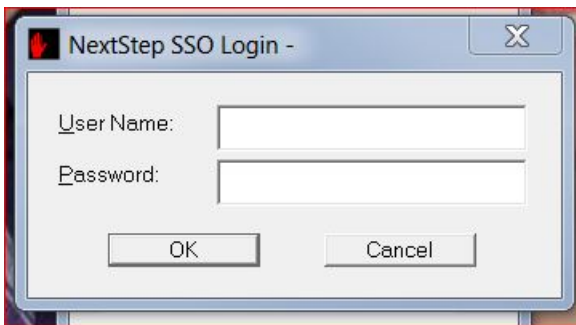 NextStep SSO Login -
User Name:
Password:
OK
Cancel